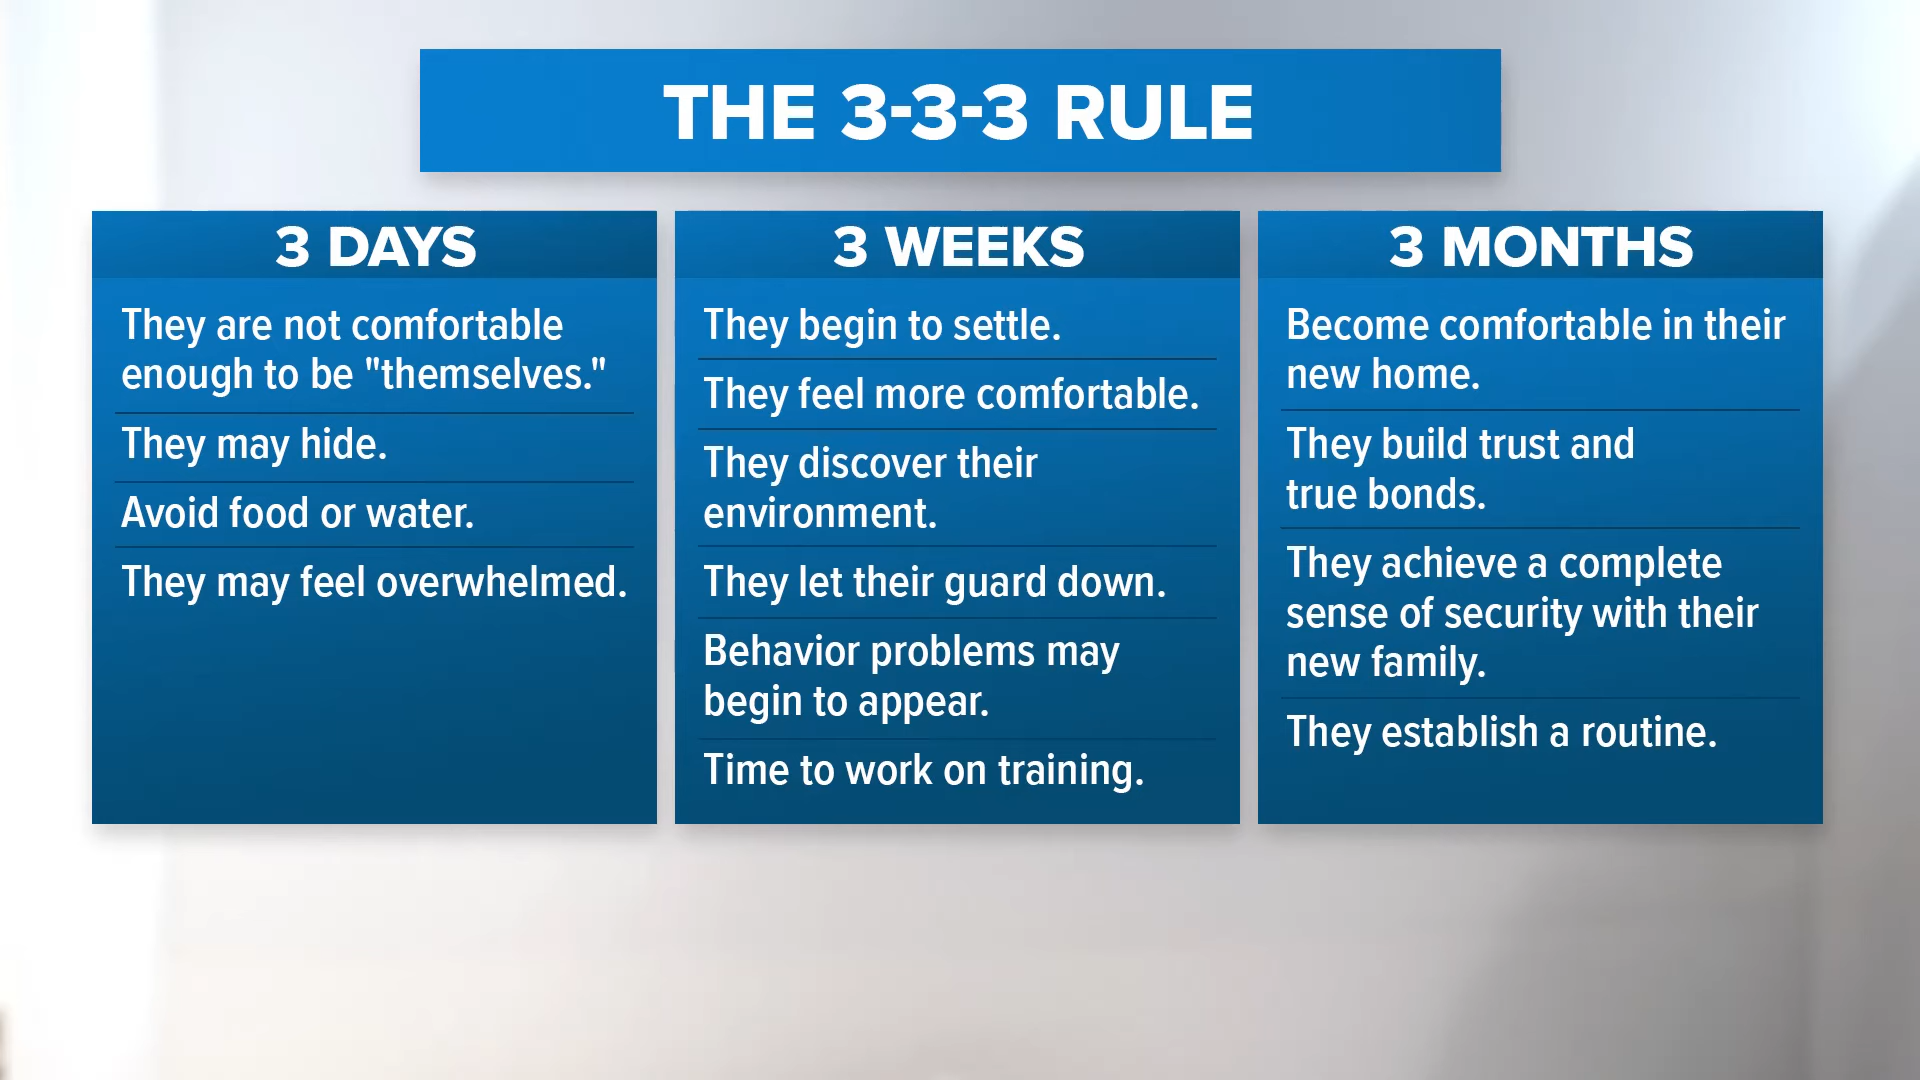 THE 3-3-3 RULE
3 DAYS
They are not comfortable
enough to be "themselves."
They may hide.
Avoid food or water.
They may feel overwhelmed.
3 WEEKS
They begin to settle.
They feel more comfortable.
They discover their
environment.
They let their guard down.
Behavior problems may
begin to appear.
Time to work on training.
3 MONTHS
Become comfortable in their
new home.
They build trust and
true bonds.
They achieve a complete
sense of security with their
new family.
They establish a routine.